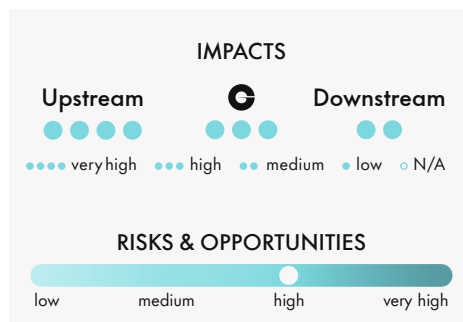 IMPACTS
Upstream Downstream
very high high medium low N/A
RISKS & OPPORTUNITIES
low medium high very high